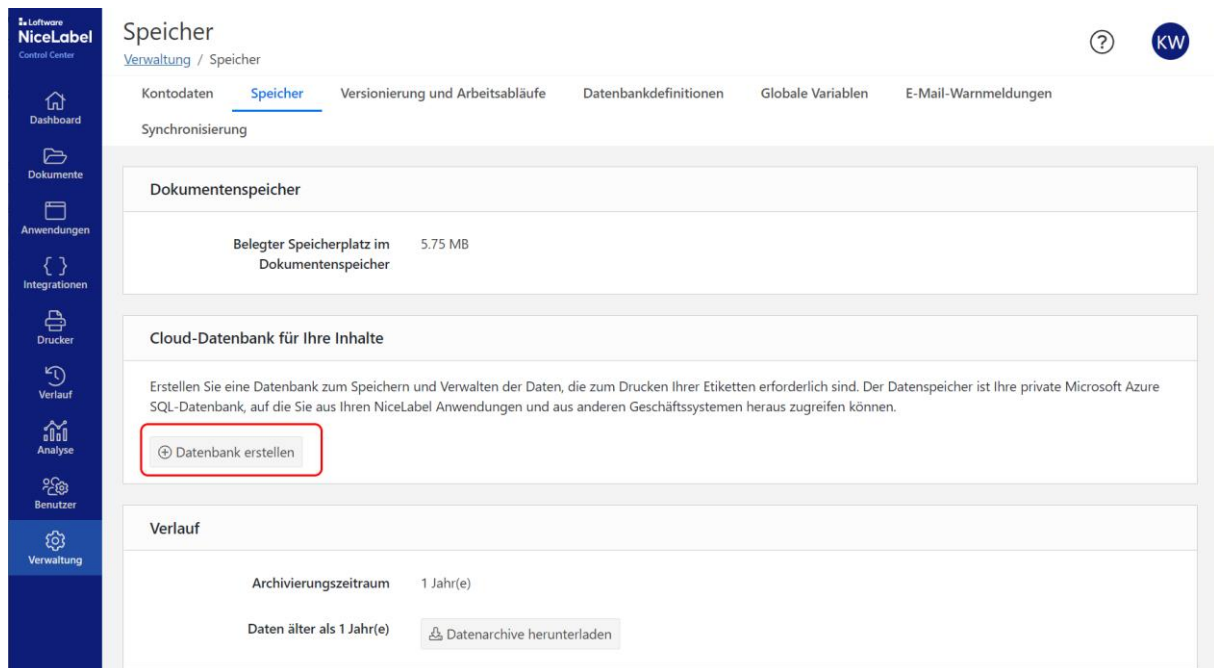 Loftware
NiceLabel
Control Center
Dashboard
Dokumente
Anwendungen
Integrationen
Drucker
Verlauf
Analyse
Benutzer
Verwaltung
Speicher
Verwaltung / Speicher
?
KW
Kontodaten Speicher Versionierung und Arbeitsabläufe Datenbankdefinitionen Globale Variablen E-Mail-Warnmeldungen
Synchronisierung
Dokumentenspeicher
Belegter Speicherplatz im 5.75 MB
Dokumentenspeicher
Cloud-Datenbank für Ihre Inhalte
Erstellen Sie eine Datenbank zum Speichern und Verwalten der Daten, die zum Drucken Ihrer Etiketten erforderlich sind. Der Datenspeicher ist Ihre private Microsoft Azure
SQL-Datenbank, auf die Sie aus Ihren NiceLabel Anwendungen und aus anderen Geschäftssystemen heraus zugreifen können.
Datenbank erstellen
Verlauf
Archivierungszeitraum 1 Jahr(e)
Daten älter als 1 Jahr(e) Datenarchive herunterladen